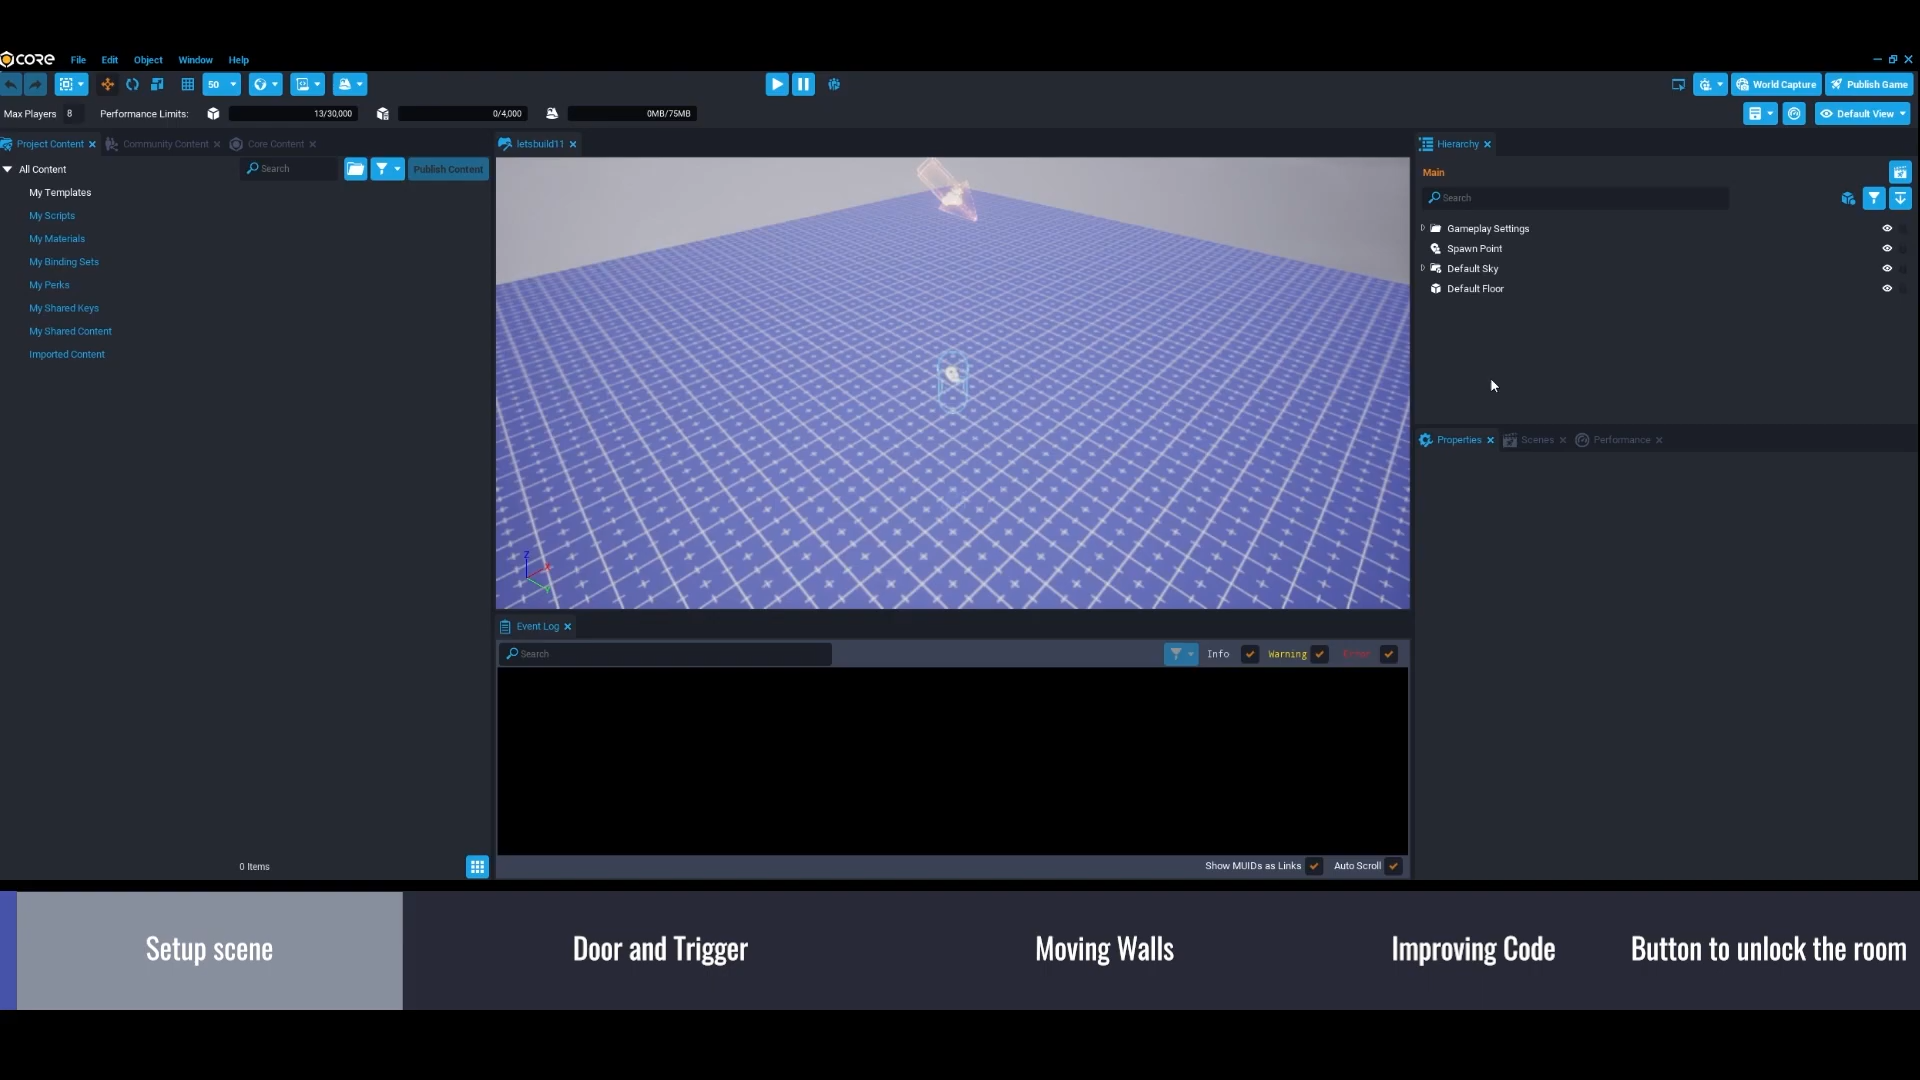 CORE File Edit Object Window Help
50 World Capture Publish Game
Max Players 8 Performance Limits: 13/30,000 0/4,000 0MB/75MB Default View
Project Content Community Content Core Content letsbuild11 Hierarchy
All Content Search Publish Content
Main
My Templates
Search
My Scripts
Gameplay Settings
My Materials
Spawn Point
My Binding Sets
Default Sky
My Perks
Default Floor
My Shared Keys
My Shared Content
Imported Content
Properties Scenes Performance
Z
Event Log
Search Info Warning Error
0 Items Show MUIDs as Links Auto Scroll
Setup scene Door and Trigger Moving Walls Improving Code Button to unlock the room